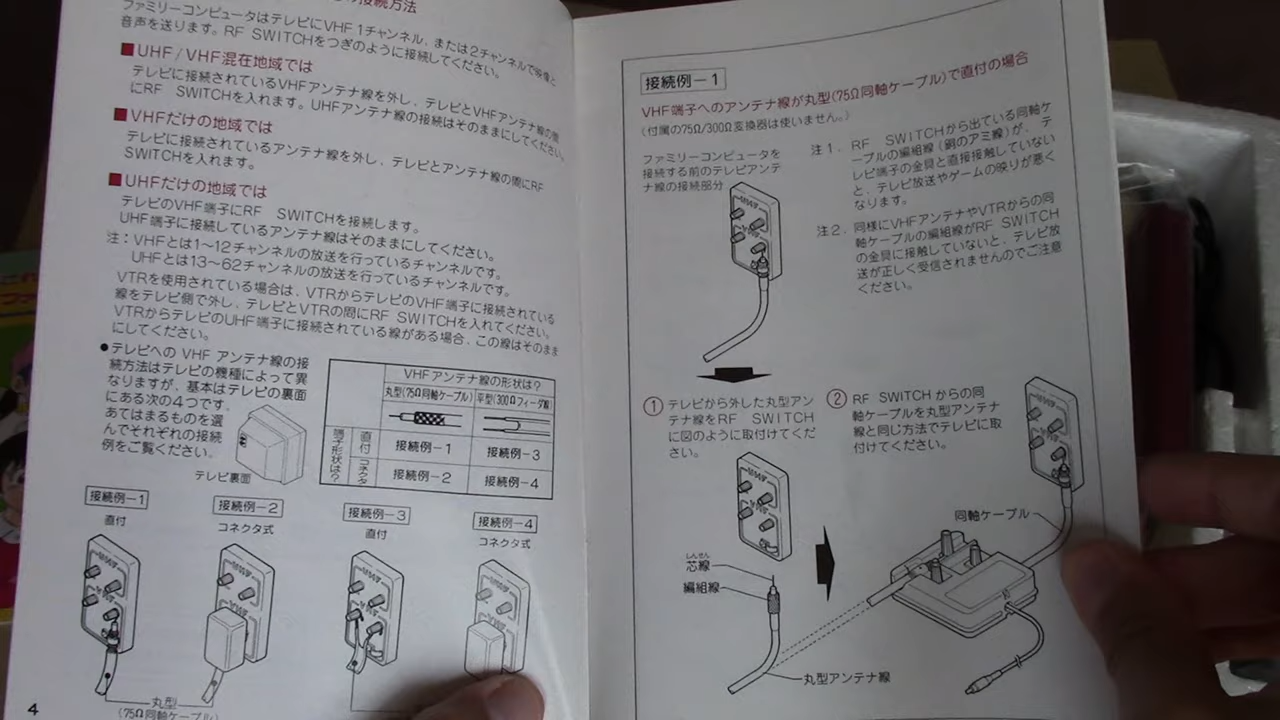 の接続方法
ファミリーコンピュータはテレビにVHF1チャンネル、または2チャンネルで映像と
音声を送ります。RF SWITCHをつぎのように接続してください。
■UHF/VHF混在地域では
テレビに接続されているVHFアンテナ線を外し、テレビとVHFアンテナ線の間
にRF SWITCHを入れます。UHFアンテナ線の接続はそのままにしてください。
■VHFだけの地域では
テレビに接続されているアンテナ線を外し、テレビとアンテナ線の間にRF
SWITCHを入れます。
■UHFだけの地域では
テレビのVHF端子にRF SWITCHを接続します。
UHF端子に接続しているアンテナ線はそのままにしてください。
注:VHFとは1〜12チャンネルの放送を行っているチャンネルです。
UHFとは13〜62チャンネルの放送を行っているチャンネルです。
VTRを使用されている場合は、VTRからテレビのVHF端子に接続されている
線をテレビ側で外し、テレビとVTRの間にRF SWITCHを入れてください。
VTRからテレビのUHF端子に接続されている線がある場合、この線はそのまま
にしてください。
●テレビへの VHF アンテナ線の接
続方法はテレビの機種によって異
なりますが、基本はテレビの裏面
にある次の4つです。
あてはまるものを選
んでそれぞれの接続
例をご覧ください。
テレビ裏面
VHFアンテナ線の形状は?
丸型(75Ω同軸ケーブル) 平型(300Ωフィーダ線)
端子形状は? 直付 接続例−1 接続例−3
コネクタ 接続例−2 接続例−4
接続例−1 接続例−2 接続例−3 接続例−4
直付 コネクタ式 直付 コネクタ式
丸型
(75Ω同軸ケーブル)
4
接続例−1
VHF端子へのアンテナ線が丸型(75Ω同軸ケーブル)で直付の場合
(付属の75Ω/300Ω変換器は使いません。)
ファミリーコンピュータを
接続する前のテレビアンテ
ナ線の接続部分
注1. RF SWITCHから出ている同軸ケ
ーブルの編組線(銅のアミ線)が、テ
レビ端子の金具と直接接触していない
と、テレビ放送やゲームの映りが悪く
なります。
注2. 同様にVHFアンテナやVTRからの同
軸ケーブルの編組線がRF SWITCH
の金具に接触していないと、テレビ放
送が正しく受信されませんのでご注意
ください。
① テレビから外した丸型アン
テナ線をRF SWITCH
に図のように取付けてくだ
さい。
② RF SWITCH からの同
軸ケーブルを丸型アンテナ
線と同じ方法でテレビに取
付けてください。
同軸ケーブル
しんせん
芯線
編組線
丸型アンテナ線